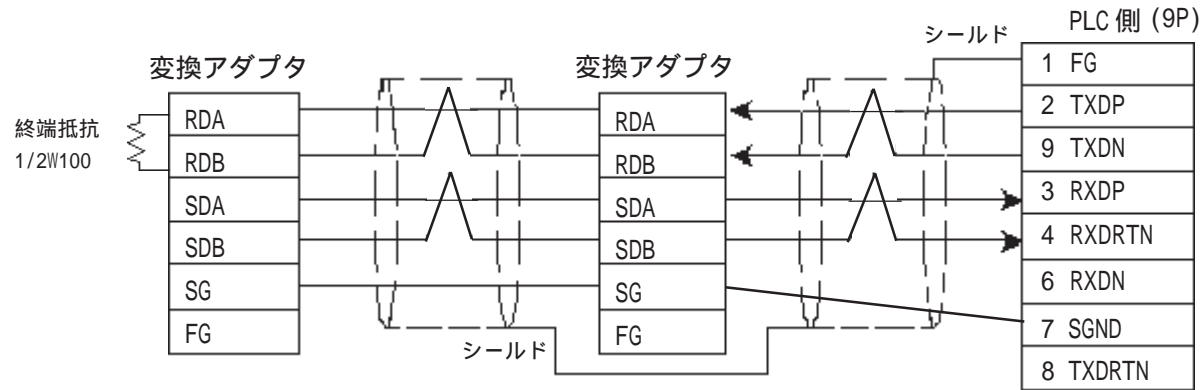 PLC 側 (9P)
シールド
変換アダプタ
変換アダプタ
終端抵抗
1/2W100
RDA
RDB
SDA
SDB
SG
FG
RDA
RDB
SDA
SDB
SG
FG
シールド
1 FG
2 TXDP
9 TXDN
3 RXDP
4 RXDRTN
6 RXDN
7 SGND
8 TXDRTN